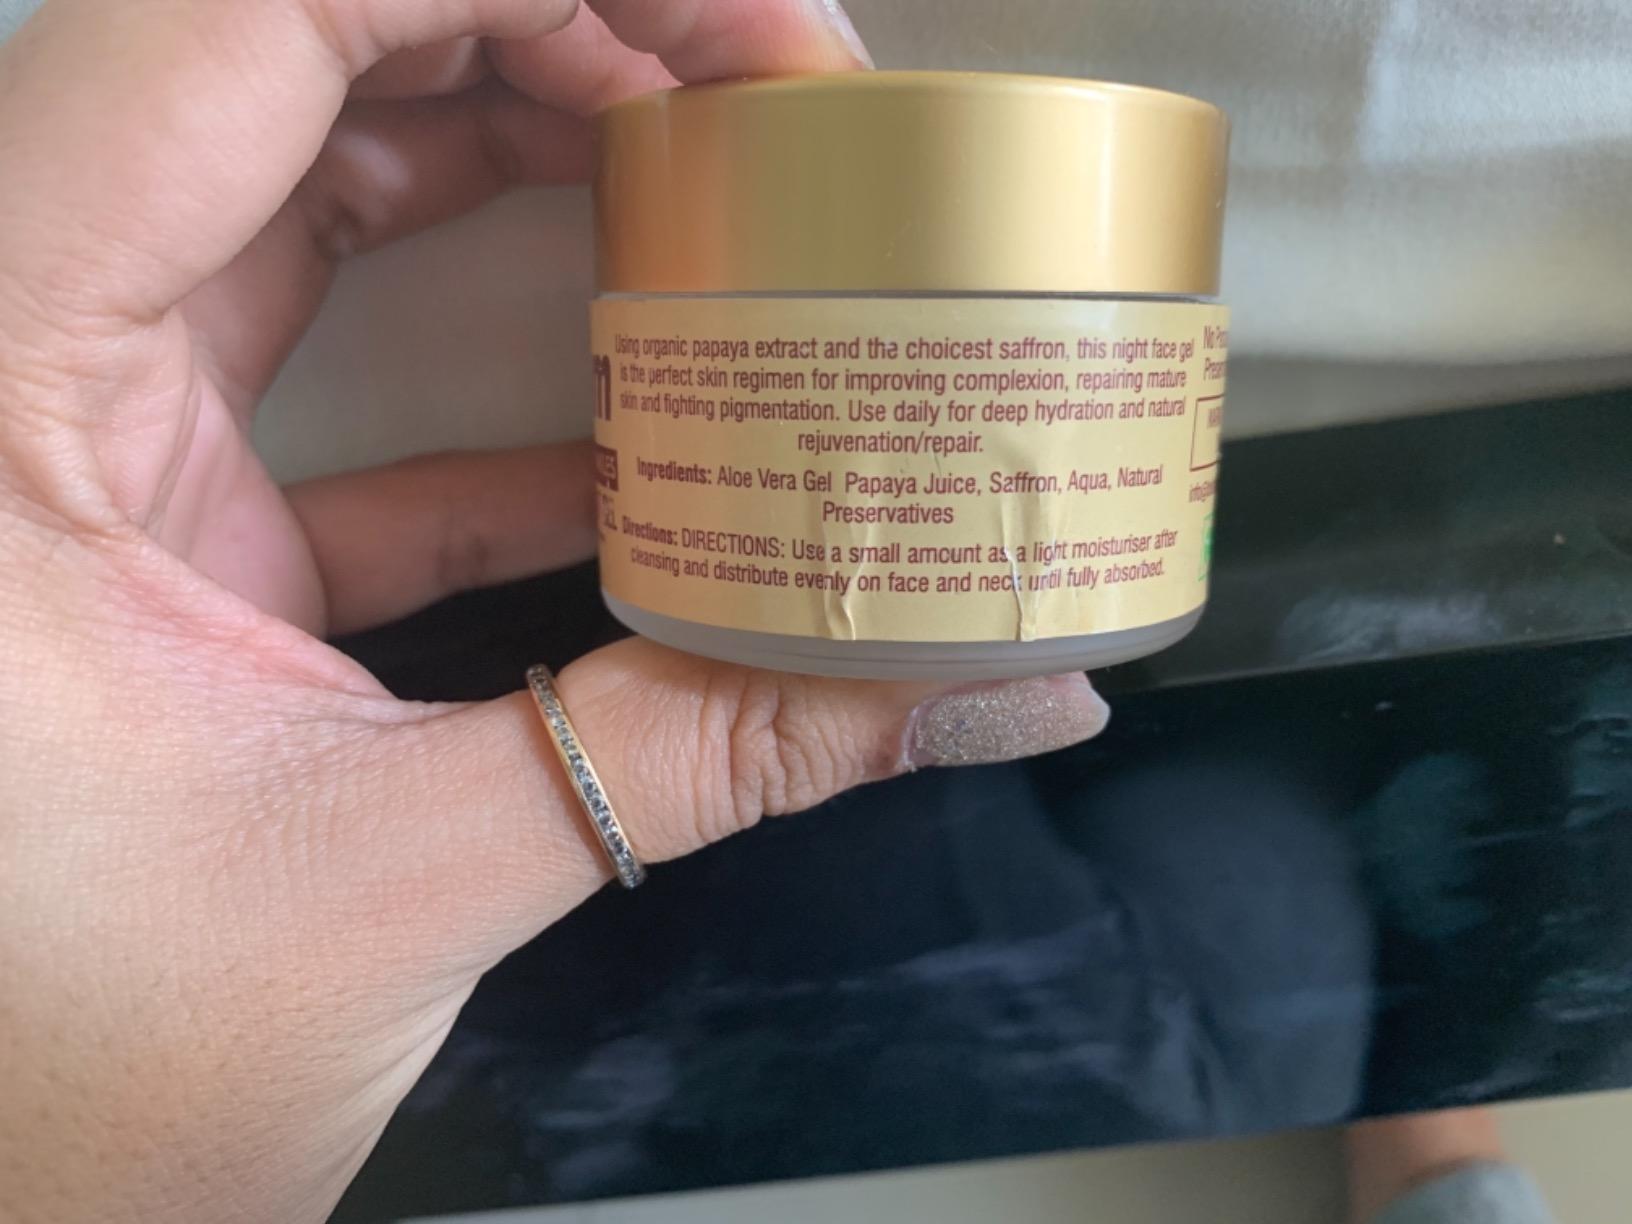 Using organic papaya extract and the choicest saffron, this night face gel
is the perfect skin regimen for improving complexion, repairing mature
skin and fighting pigmentation. Use daily for deep hydration and natural
rejuvenation/repair.
Ingredients: Aloe Vera Gel Papaya Juice, Saffron, Aqua, Natural
Preservatives
Directions: DIRECTIONS: Use a small amount as a light moisturiser after
cleansing and distribute evenly on face and neck until fully absorbed.
No